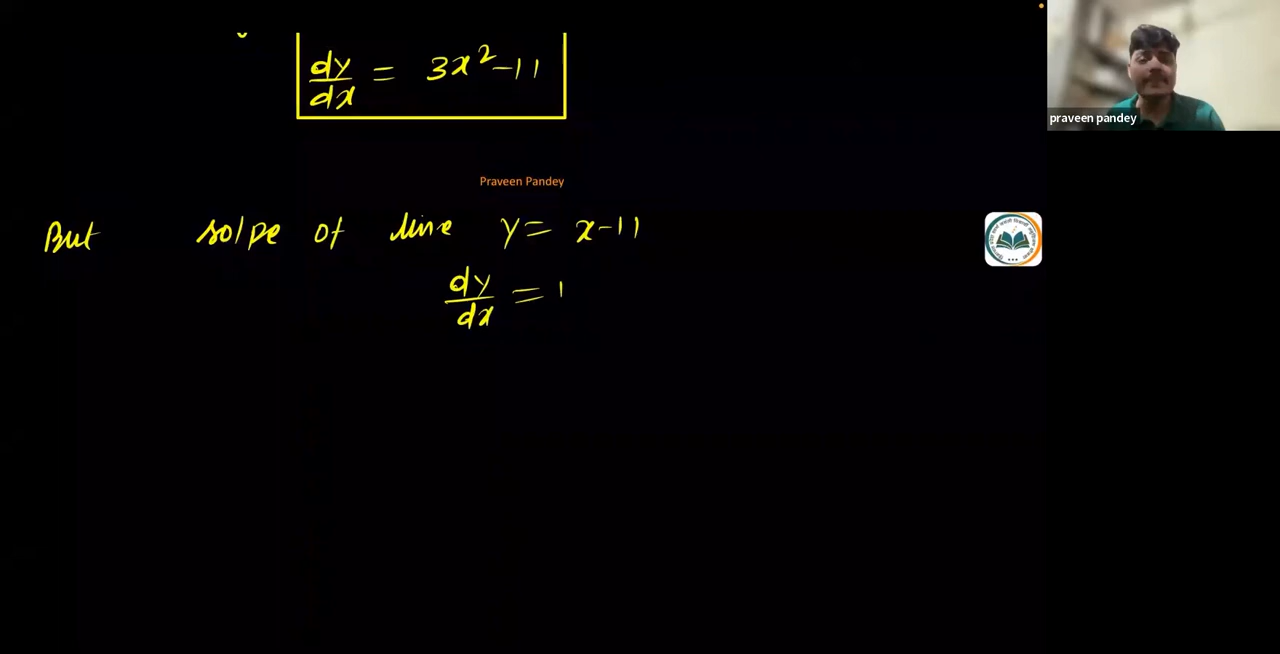 dy/dx = 3x² - 11
praveen pandey
Praveen Pandey
But solpe of line y = x - 11
dy/dx = 1